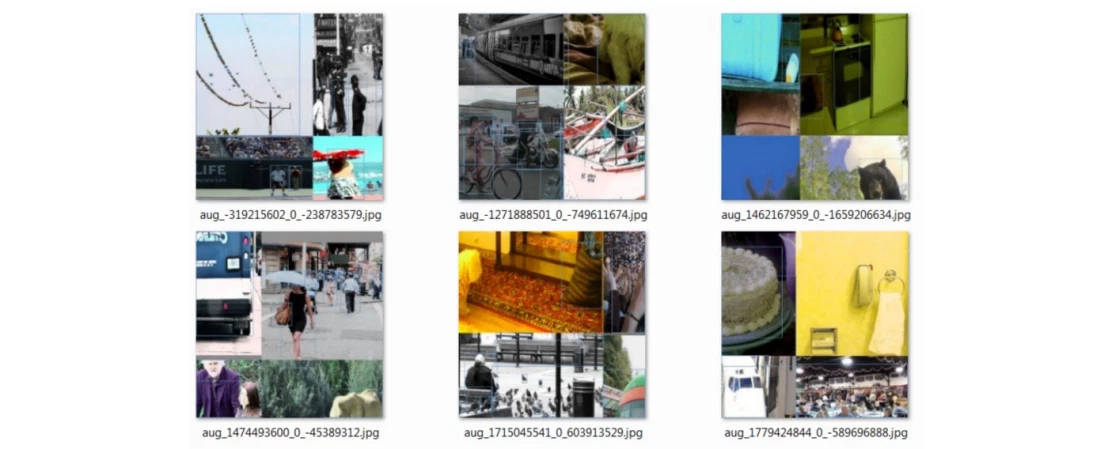 LIFE
aug_-319215602_0_-238783579.jpg
aug_-1271888501_0_-749611674.jpg
aug_1462167959_0_-1659206634.jpg
aug_1474493600_0_-45389312.jpg
aug_1715045541_0_603913529.jpg
aug_1779424844_0_-589696888.jpg